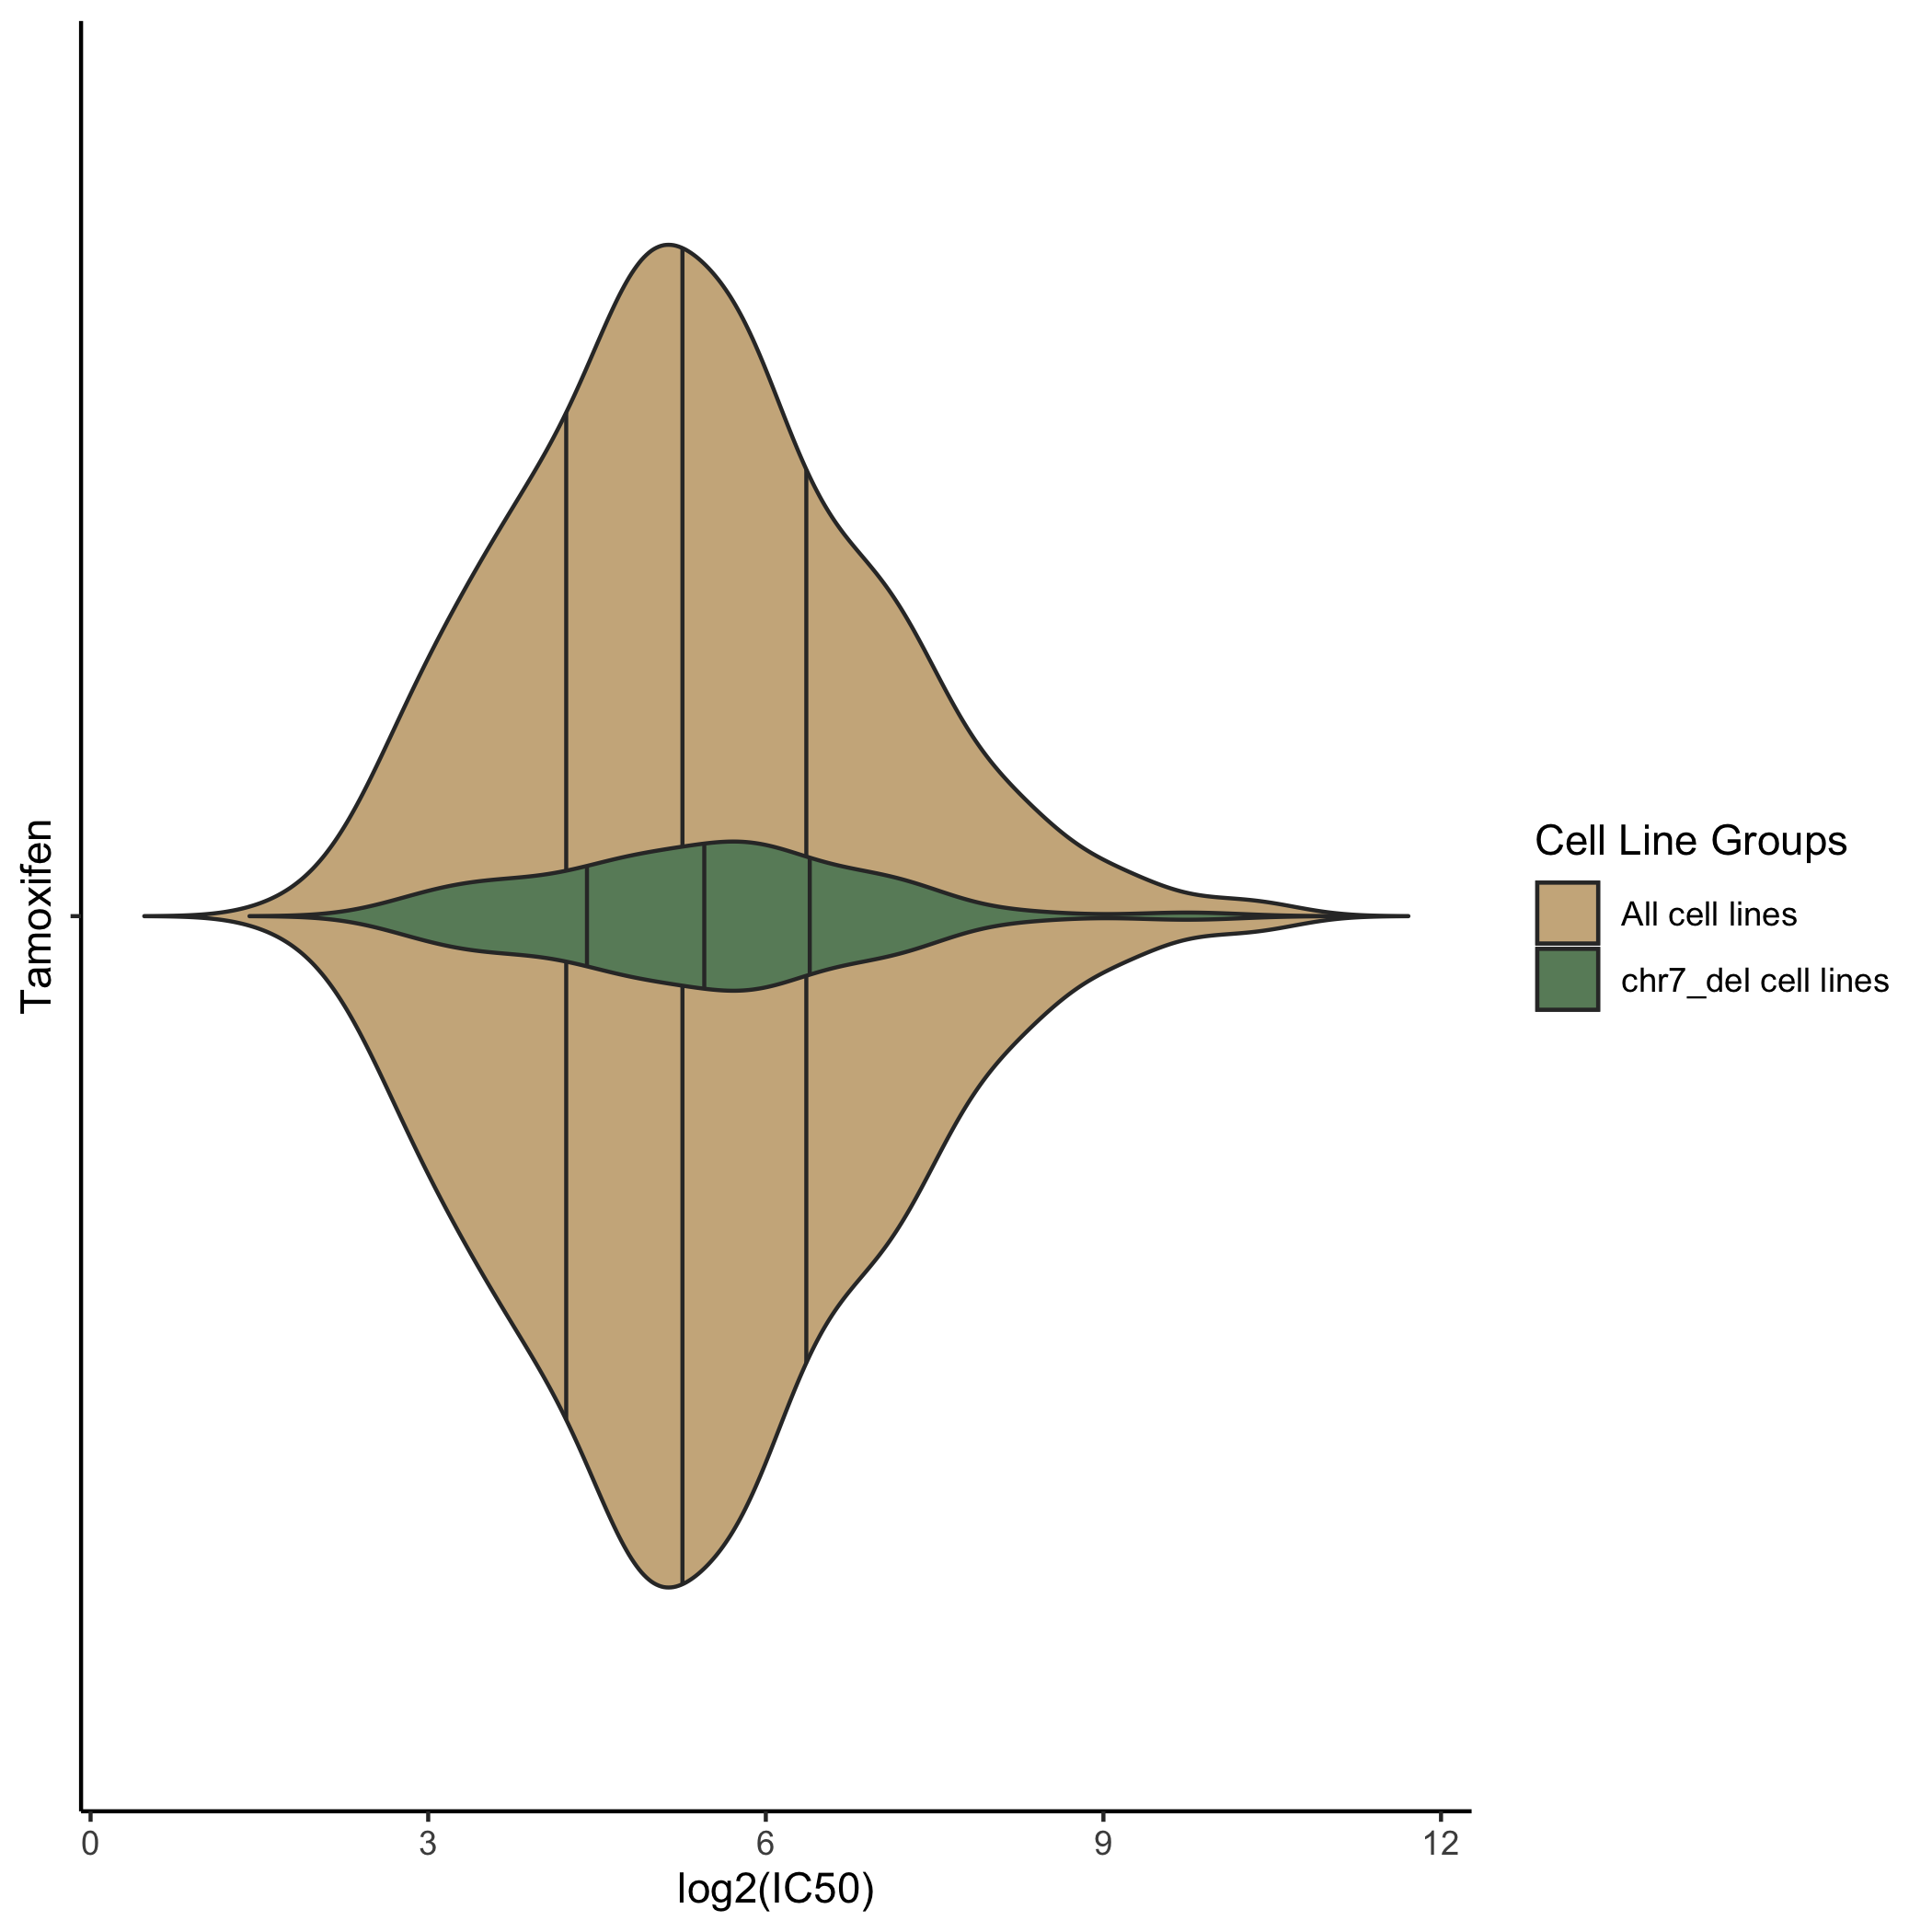 Tamoxifen
0 3 6 9 12
log2(IC50)
Cell Line Groups
All cell lines
chr7_del cell lines